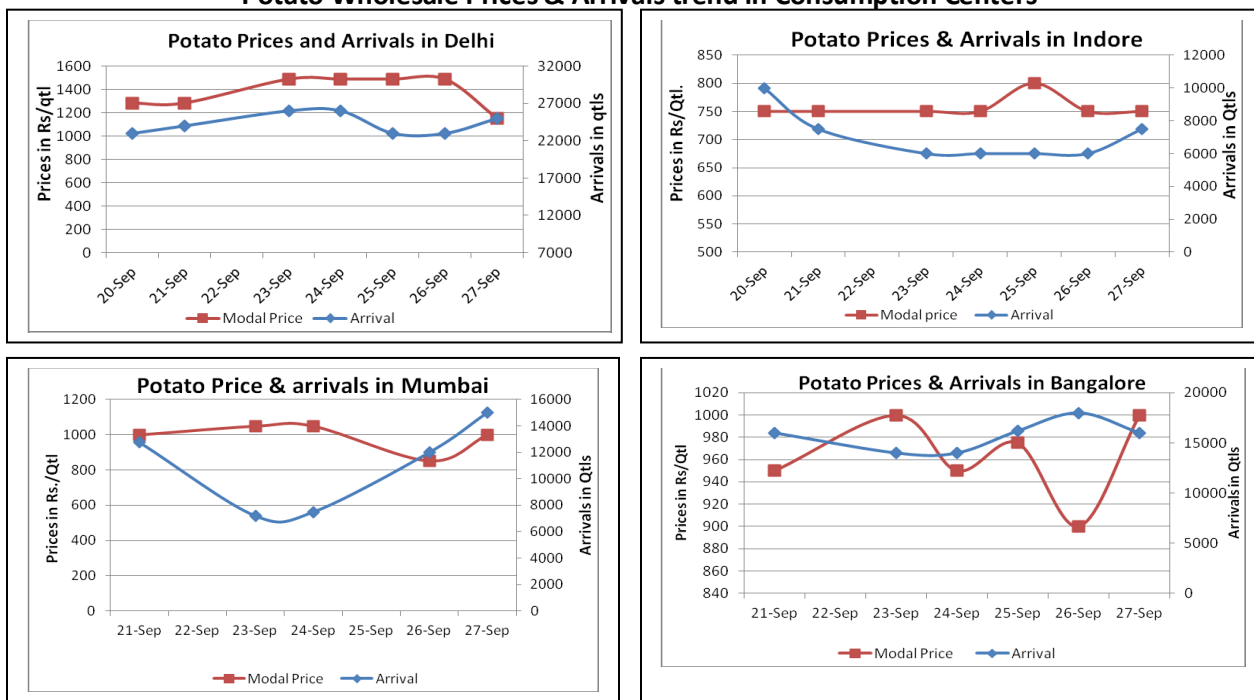 Potato Wholesale Prices & Arrivals trend in Consumption Centers
Potato Prices and Arrivals in Delhi
Prices in Rs/qtl
1600
1400
1200
1000
800
600
400
200
0
32000
27000
22000
17000
12000
7000
Arrivals in qtls
20-Sep
21-Sep
22-Sep
23-Sep
24-Sep
25-Sep
26-Sep
27-Sep
Modal Price
Arrival
Potato Prices & Arrivals in Indore
Prices in Rs/Qtl.
850
800
750
700
650
600
550
500
12000
10000
8000
6000
4000
2000
0
Arrivals in Qtls
20-Sep
21-Sep
22-Sep
23-Sep
24-Sep
25-Sep
26-Sep
27-Sep
Modal price
Arrival
Potato Price & arrivals in Mumbai
Prices in Rs./Qtl
1200
1000
800
600
400
200
0
16000
14000
12000
10000
8000
6000
4000
2000
0
Arrivals in Qtls
21-Sep
22-Sep
23-Sep
24-Sep
25-Sep
26-Sep
27-Sep
Modal Price
Arrival
Potato Prices & Arrivals in Bangalore
Prices in Rs/Qtl
1020
1000
980
960
940
920
900
880
860
840
20000
15000
10000
5000
0
Arrivals in Qtls
21-Sep
22-Sep
23-Sep
24-Sep
25-Sep
26-Sep
27-Sep
Modal Price
Arrival